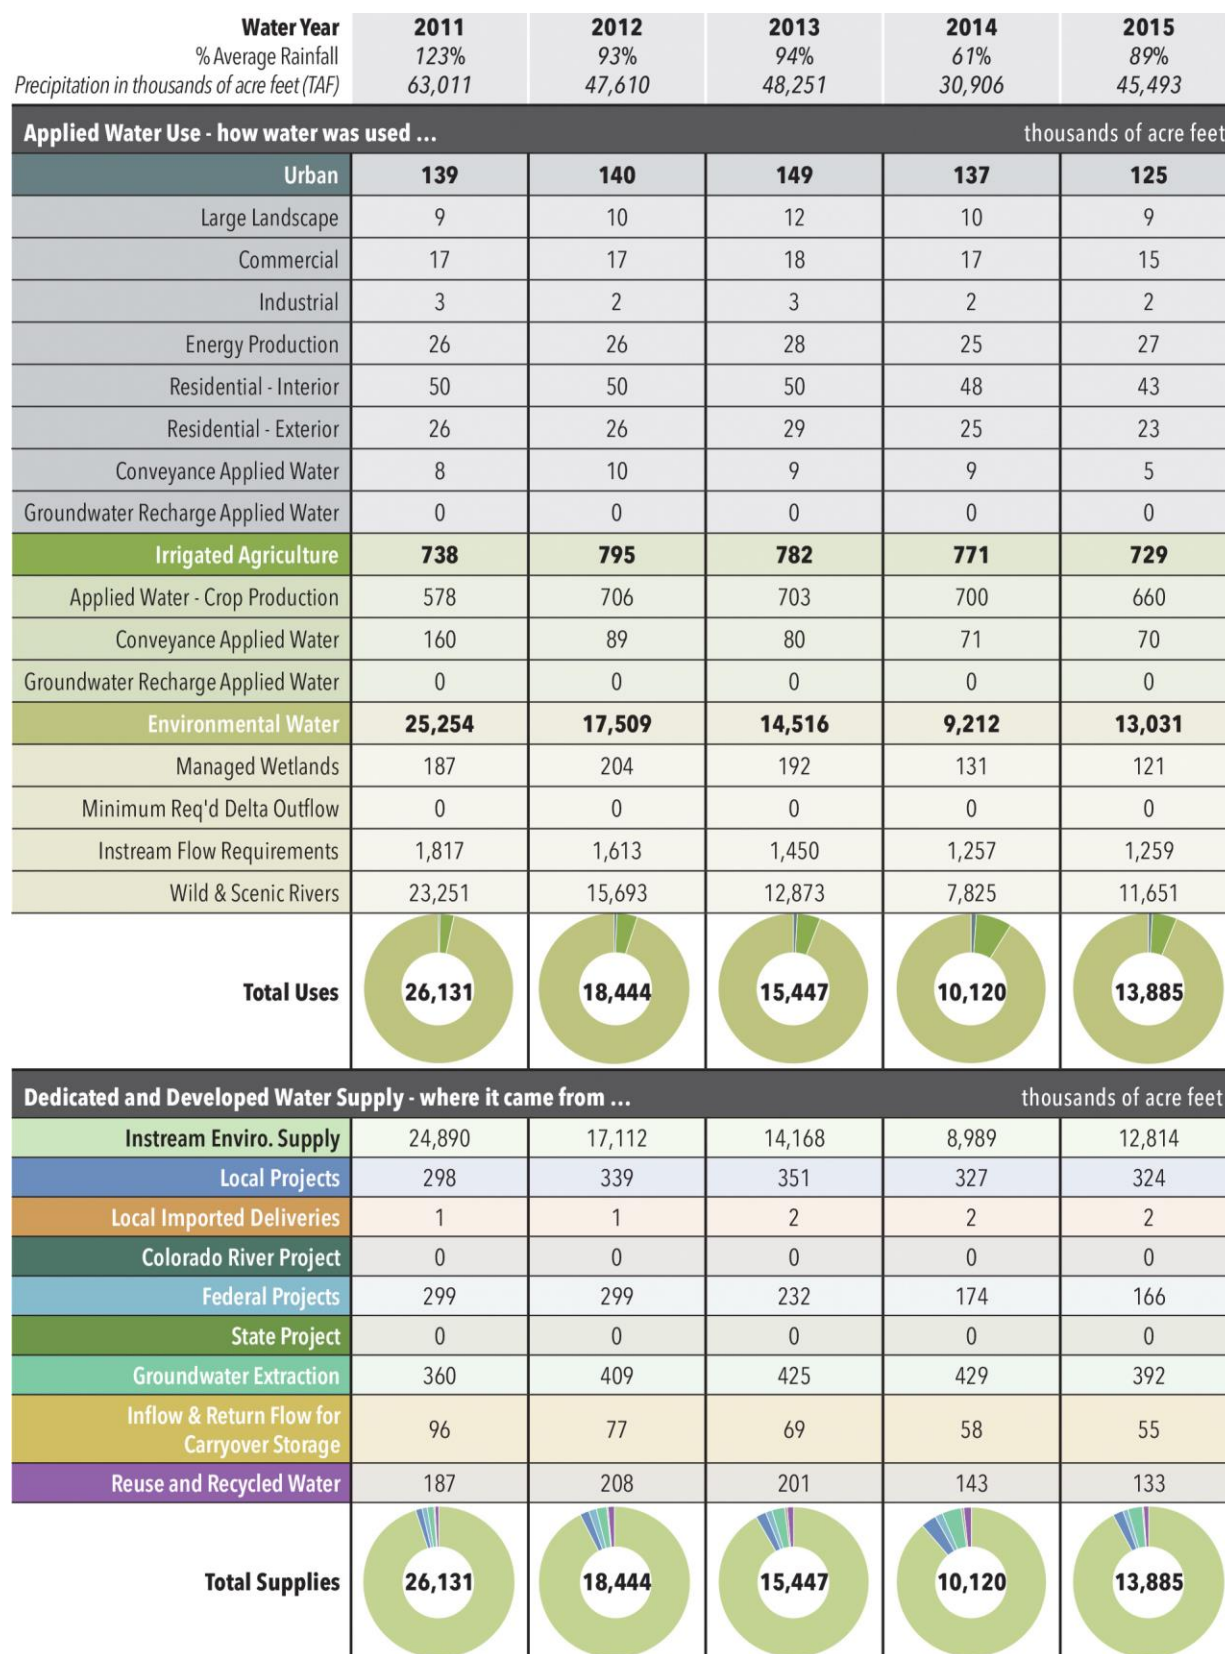 Water Year 2011 2012 2013 2014 2015
% Average Rainfall 123% 93% 94% 61% 89%
Precipitation in thousands of acre feet (TAF) 63,011 47,610 48,251 30,906 45,493
Applied Water Use - how water was used ... thousands of acre feet
Urban 139 140 149 137 125
Large Landscape 9 10 12 10 9
Commercial 17 17 18 17 15
Industrial 3 2 3 2 2
Energy Production 26 26 28 25 27
Residential - Interior 50 50 50 48 43
Residential - Exterior 26 26 29 25 23
Conveyance Applied Water 8 10 9 9 5
Groundwater Recharge Applied Water 0 0 0 0 0
Irrigated Agriculture 738 795 782 771 729
Applied Water - Crop Production 578 706 703 700 660
Conveyance Applied Water 160 89 80 71 70
Groundwater Recharge Applied Water 0 0 0 0 0
Environmental Water 25,254 17,509 14,516 9,212 13,031
Managed Wetlands 187 204 192 131 121
Minimum Req'd Delta Outflow 0 0 0 0 0
Instream Flow Requirements 1,817 1,613 1,450 1,257 1,259
Wild & Scenic Rivers 23,251 15,693 12,873 7,825 11,651
Total Uses 26,131 18,444 15,447 10,120 13,885
Dedicated and Developed Water Supply - where it came from ... thousands of acre feet
Instream Enviro. Supply 24,890 17,112 14,168 8,989 12,814
Local Projects 298 339 351 327 324
Local Imported Deliveries 1 1 2 2 2
Colorado River Project 0 0 0 0 0
Federal Projects 299 299 232 174 166
State Project 0 0 0 0 0
Groundwater Extraction 360 409 425 429 392
Inflow & Return Flow for
Carryover Storage 96 77 69 58 55
Reuse and Recycled Water 187 208 201 143 133
Total Supplies 26,131 18,444 15,447 10,120 13,885